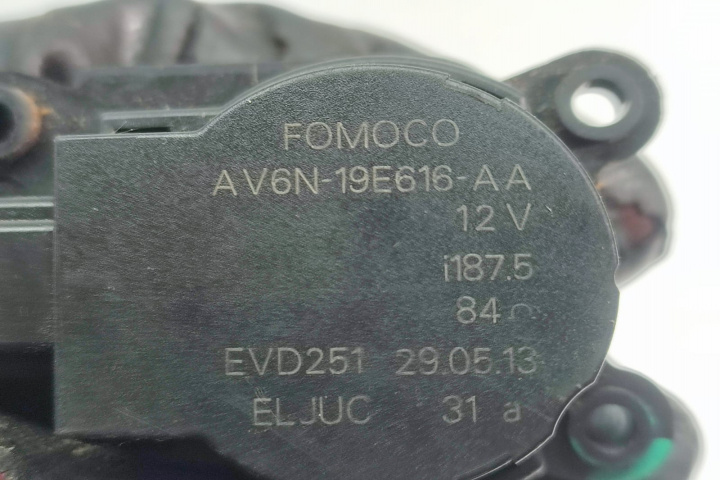 FOMOCO
AV6N-19E616-AA
12 V
i187.5
84 Ω
EVD251 29.05.13
ELJUC 31 a